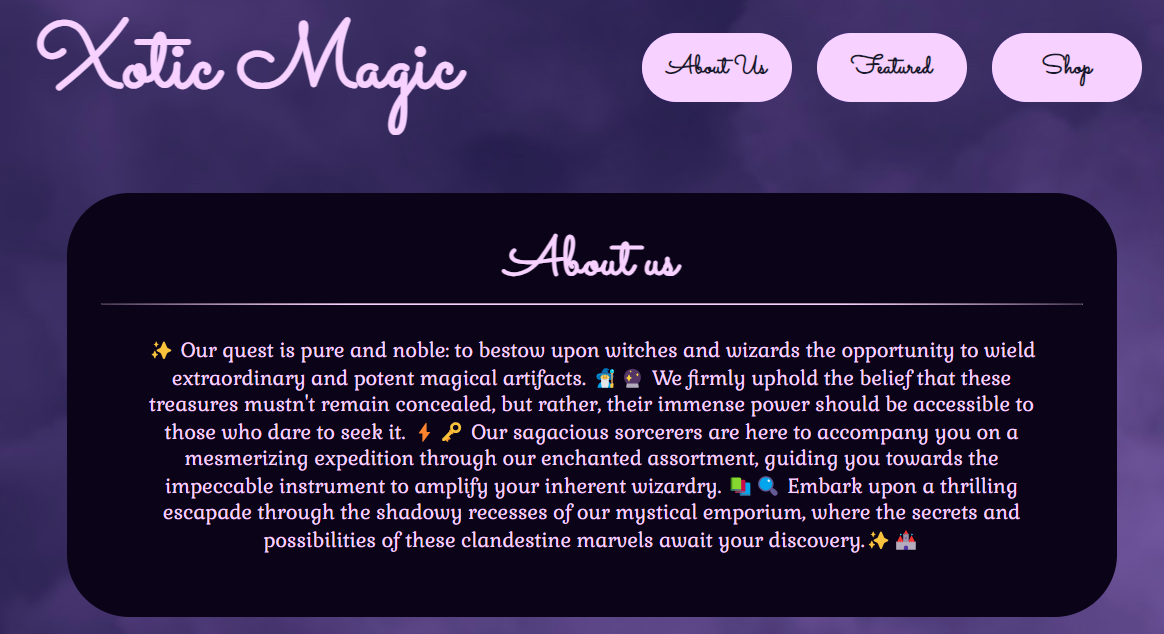 Xotic Magic
About Us
Featured
Shop
About us
✨ Our quest is pure and noble: to bestow upon witches and wizards the opportunity to wield
extraordinary and potent magical artifacts. 🧙‍♂️ 🔮 We firmly uphold the belief that these
treasures mustn't remain concealed, but rather, their immense power should be accessible to
those who dare to seek it. ⚡ 🔑 Our sagacious sorcerers are here to accompany you on a
mesmerizing expedition through our enchanted assortment, guiding you towards the
impeccable instrument to amplify your inherent wizardry. 📚 🔍 Embark upon a thrilling
escapade through the shadowy recesses of our mystical emporium, where the secrets and
possibilities of these clandestine marvels await your discovery.✨ 🏰